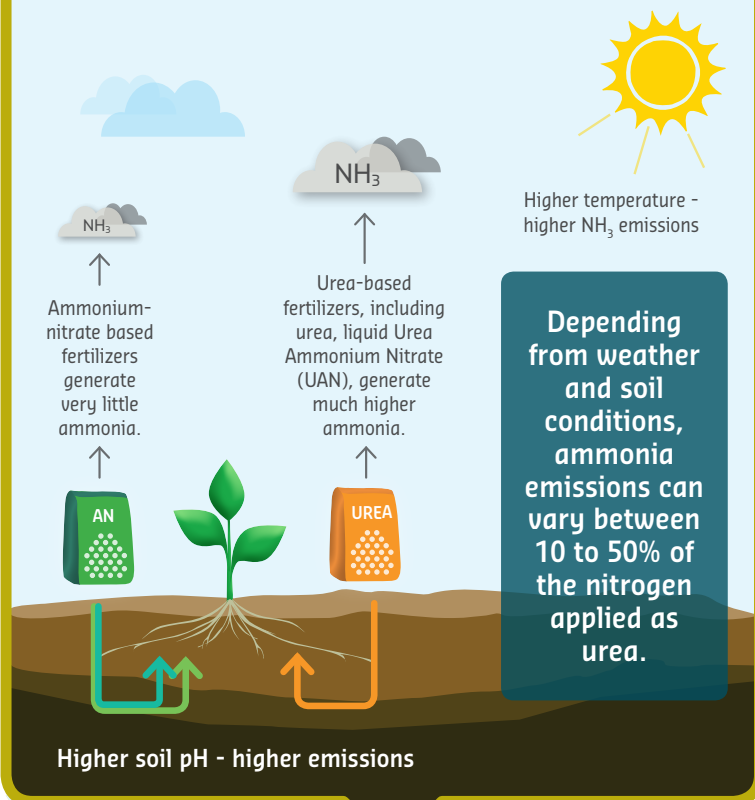 NH₃
Higher temperature -
higher NH₃ emissions
NH₃
Ammonium-
nitrate based
fertilizers
generate
very little
ammonia.
Urea-based
fertilizers, including
urea, liquid Urea
Ammonium Nitrate
(UAN), generate
much higher
ammonia.
Depending
from weather
and soil
conditions,
ammonia
emissions can
vary between
10 to 50% of
the nitrogen
applied as
urea.
AN
UREA
Higher soil pH - higher emissions